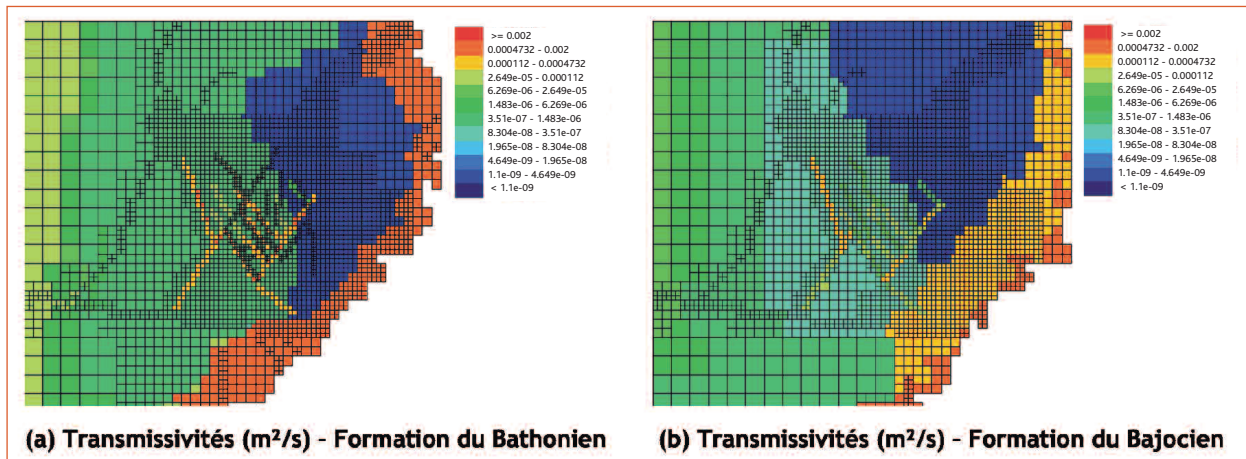 >= 0.002
0.0004732 - 0.002
0.000112 - 0.0004732
2.649e-05 - 0.000112
6.269e-06 - 2.649e-05
1.483e-06 - 6.269e-06
3.51e-07 - 1.483e-06
8.304e-08 - 3.51e-07
1.965e-08 - 8.304e-08
4.649e-09 - 1.965e-08
1.1e-09 - 4.649e-09
< 1.1e-09
(a) Transmissivités (m²/s) - Formation du Bathonien
>= 0.002
0.0004732 - 0.002
0.000112 - 0.0004732
2.649e-05 - 0.000112
6.269e-06 - 2.649e-05
1.483e-06 - 6.269e-06
3.51e-07 - 1.483e-06
8.304e-08 - 3.51e-07
1.965e-08 - 8.304e-08
4.649e-09 - 1.965e-08
1.1e-09 - 4.649e-09
< 1.1e-09
(b) Transmissivités (m²/s) - Formation du Bajocien